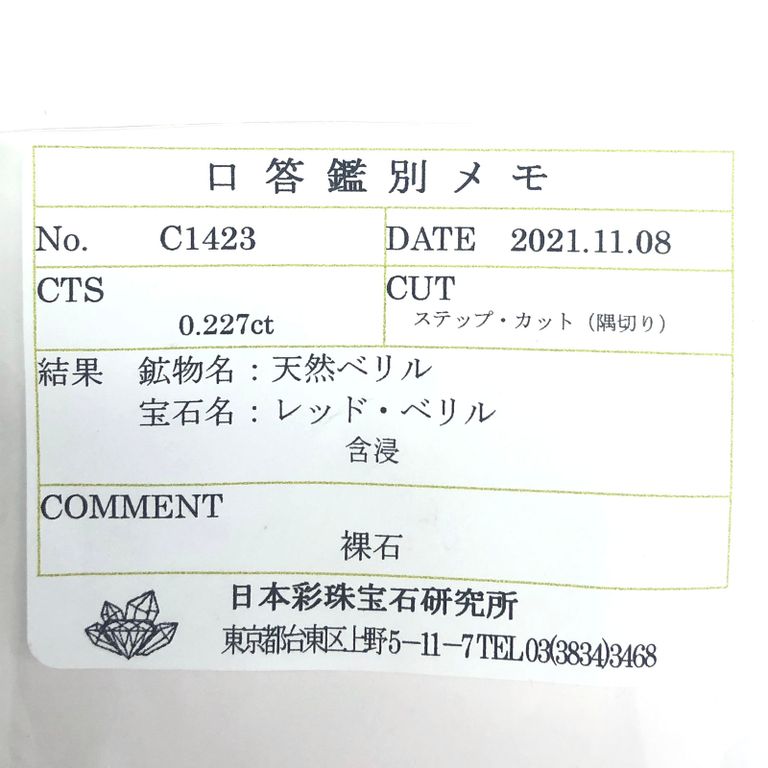 口答鑑別メモ
No. C1423 DATE 2021.11.08
CTS CUT
0.227ct ステップ・カット（隅切り）
結果 鉱物名：天然ベリル
宝石名：レッド・ベリル
含浸
COMMENT
裸石
日本彩珠宝石研究所
東京都台東区上野5-11-7 TEL 03(3834)3468